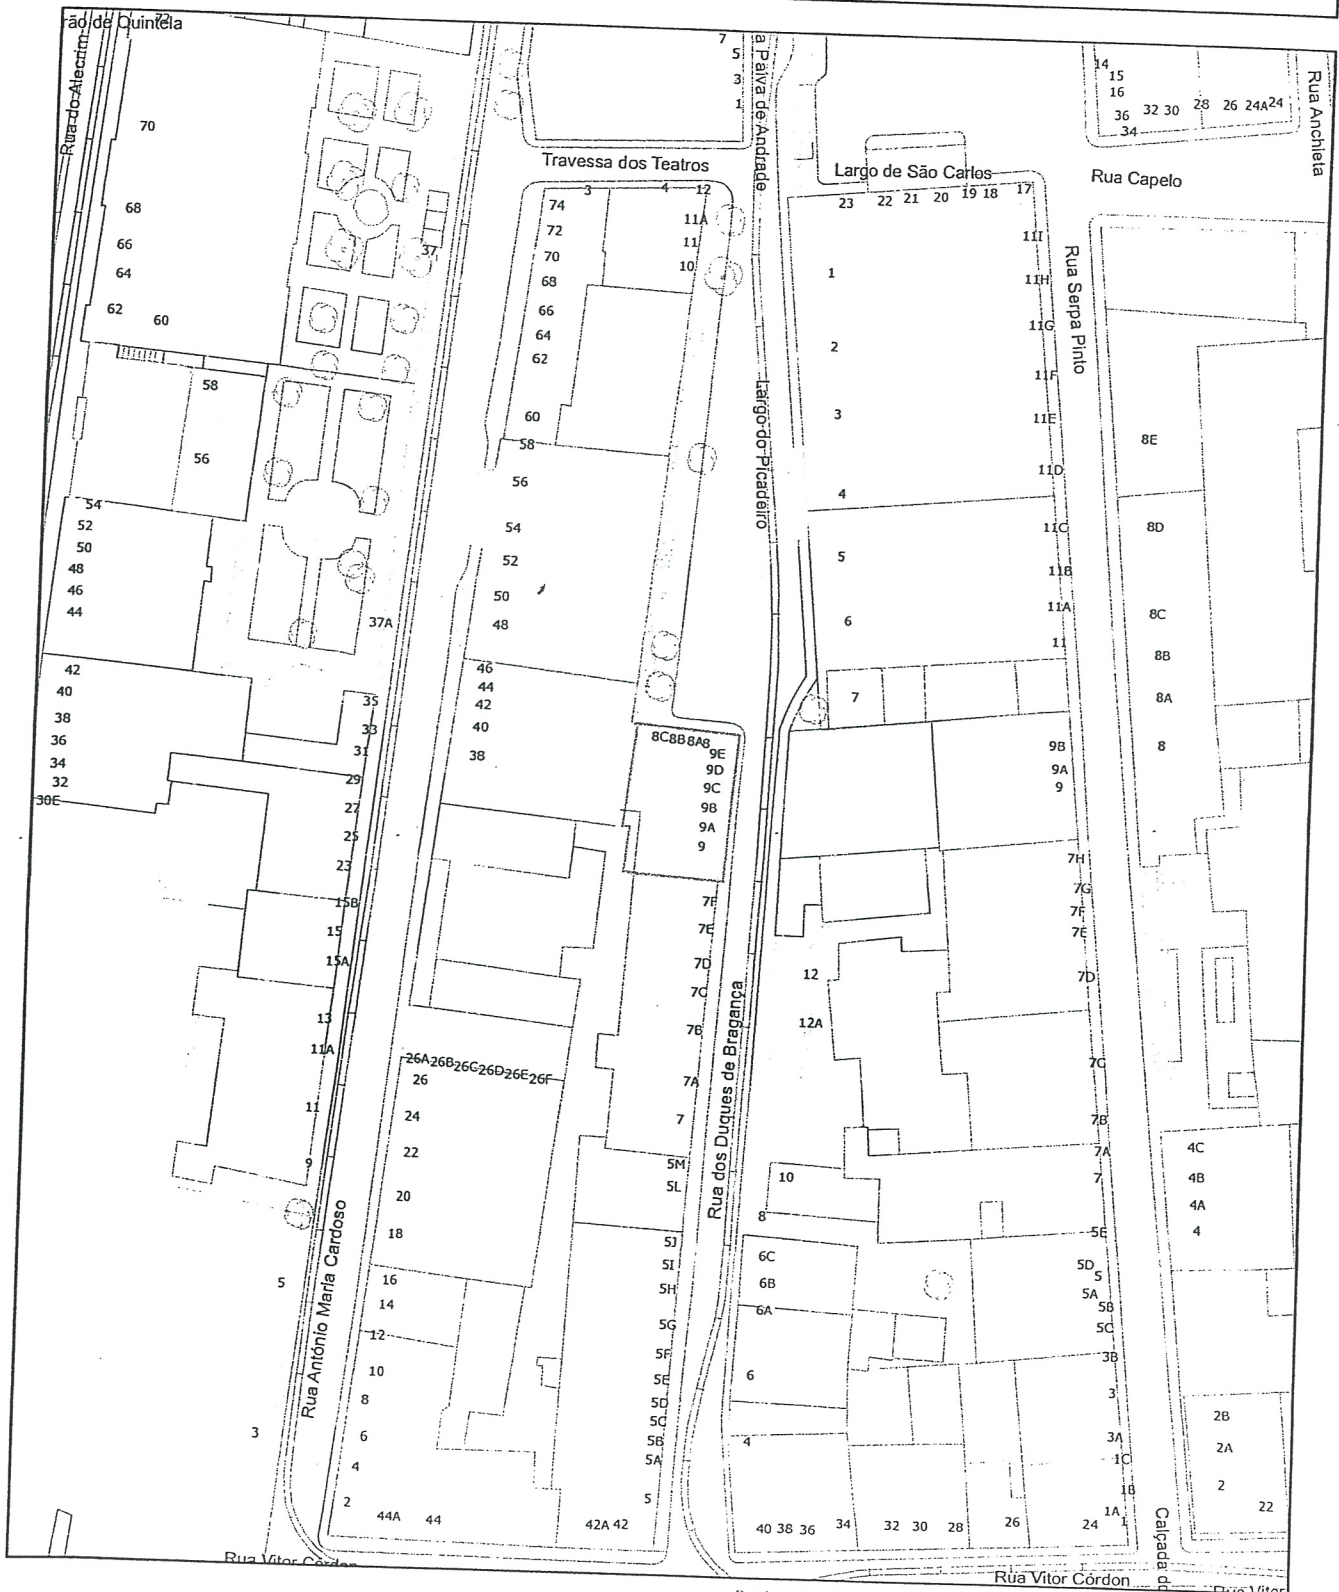 rão de Quintela
72
Rua do Alecrim
70
68
66
64
62
60
58
56
54
52
50
48
46
44
42
40
38
36
34
32
30E
37
37A
35
33
31
29
27
25
23
15B
15
15A
13
11A
11
9
5
3
Rua António Maria Cardoso
Travessa dos Teatros
3 4 12
74
72
70
68
66
64
62
60
58
56
54
52
50
48
46
44
42
40
38
11A
11
10
7
5
3
1
a Paiva de Andrade
Largo do Picadeiro
8C 8B 8A 8
9E
9D
9C
9B
9A
9
7F
7E
7D
7C
7B
7A
7
5M
5L
5J
5I
5H
5G
5F
5E
5D
5C
5B
5A
5
Rua dos Duques de Bragança
26A 26B 26C 26D 26E 26F
26
24
22
20
18
16
14
12
10
8
6
4
2
44A 44 42A 42
Largo de São Carlos
23 22 21 20 19 18 17
1
2
3
4
5
6
7
11I
11H
11G
11F
11E
11D
11C
11B
11A
11
9B
9A
9
7H
7G
7F
7E
7D
7C
7B
7A
7
5E
5D
5
5A
5B
5C
3B
3
3A
1C
1B
1A
1
12
12A
10
8
6C
6B
6A
6
4
40 38 36 34 32 30 28 26 24
Rua Serpa Pinto
14
15
16
36 32 30 28 26 24A 24
34
Rua Anchieta
Rua Capelo
8E
8D
8C
8B
8A
8
4C
4B
4A
4
2B
2A
2
22
Calçada d
Rua Vitor Cordon
Rua Vitor Córdon
Rua Vitor